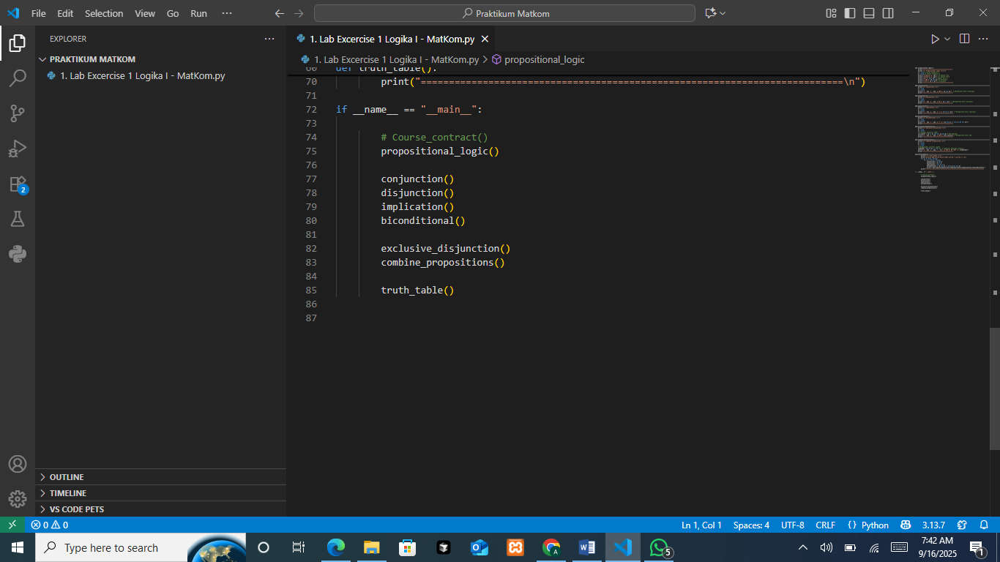 File Edit Selection View Go Run ··· Praktikum Matkom
EXPLORER ···
PRAKTIKUM MATKOM
1. Lab Excercise 1 Logika I - MatKom.py
1. Lab Excercise 1 Logika I - MatKom.py
1. Lab Excercise 1 Logika I - MatKom.py > propositional_logic
60 def truth_table():
70 print("===========================================================================\n")
71
72 if __name__ == "__main__":
73
74 # Course_contract()
75 propositional_logic()
76
77 conjunction()
78 disjunction()
79 implication()
80 biconditional()
81
82 exclusive_disjunction()
83 combine_propositions()
84
85 truth_table()
86
87
2
OUTLINE
TIMELINE
VS CODE PETS
0 0 Ln 1, Col 1 Spaces: 4 UTF-8 CRLF {} Python 3.13.7
Type here to search
5
7:42 AM
9/16/2025
1